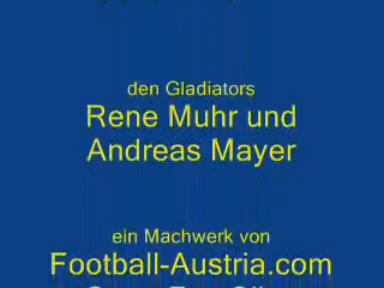 den Gladiators
Rene Muhr und
Andreas Mayer
ein Machwerk von
Football-Austria.com